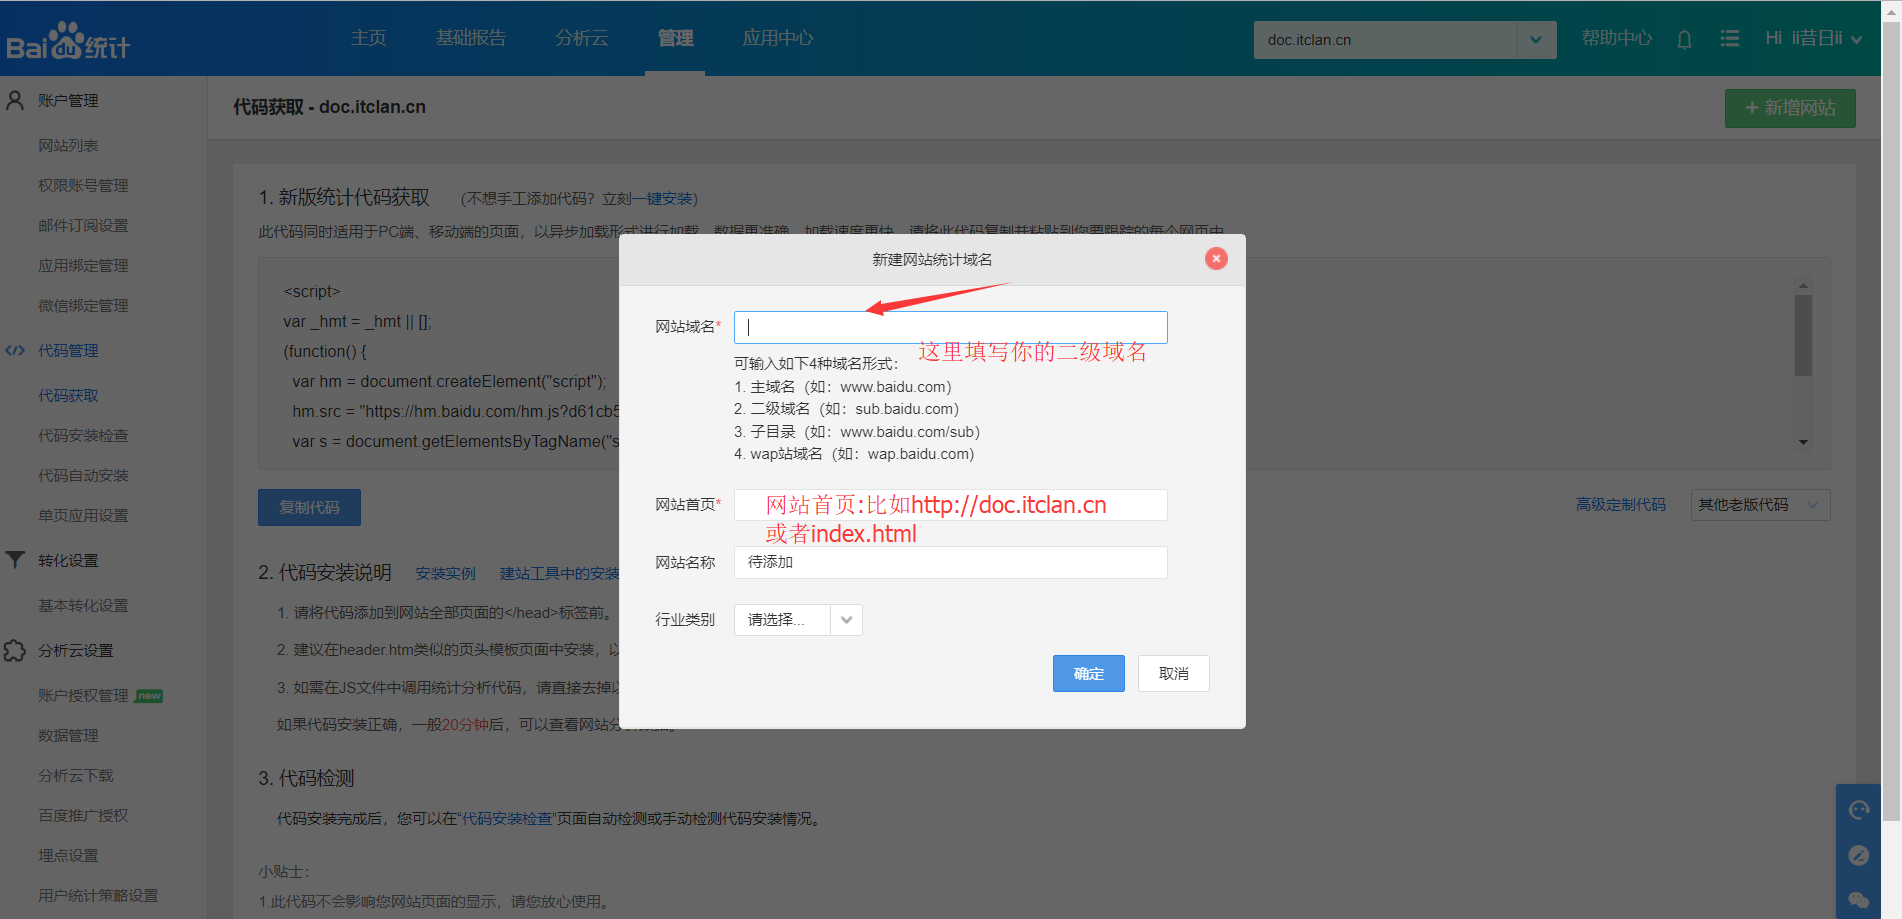 Bai du 统计
主页 基础报告 分析云 管理 应用中心
doc.itclan.cn
帮助中心 Hi ii昔日ii
账户管理
网站列表
权限账号管理
邮件订阅设置
应用绑定管理
微信绑定管理
代码管理
代码获取
代码安装检查
代码自动安装
单页应用设置
转化设置
基本转化设置
分析云设置
账户授权管理 new
数据管理
分析云下载
百度推广授权
埋点设置
用户统计策略设置
代码获取 - doc.itclan.cn
+ 新增网站
1. 新版统计代码获取 (不想手工添加代码？立刻一键安装)
此代码同时适用于PC端、移动端的页面，以异步加载形式进行加载，数据更准确，加载速度更快。请将此代码复制并粘贴到您要跟踪的每个网页中
<script>
var _hmt = _hmt || [];
(function() {
var hm = document.createElement("script");
hm.src = "https://hm.baidu.com/hm.js?d61cb5
var s = document.getElementsByTagName("s
复制代码
高级定制代码 其他老版代码
2. 代码安装说明 安装实例 建站工具中的安装
1. 请将代码添加到网站全部页面的</head>标签前。
2. 建议在header.htm类似的页头模板页面中安装，以
3. 如需在JS文件中调用统计分析代码，请直接去掉以
如果代码安装正确，一般20分钟后，可以查看网站分析数据。
3. 代码检测
代码安装完成后，您可以在“代码安装检查”页面自动检测或手动检测代码安装情况。
小贴士：
1.此代码不会影响您网站页面的显示，请您放心使用。
新建网站统计域名
网站域名*
这里填写你的二级域名
可输入如下4种域名形式：
1. 主域名（如：www.baidu.com）
2. 二级域名（如：sub.baidu.com）
3. 子目录（如：www.baidu.com/sub）
4. wap站域名（如：wap.baidu.com）
网站首页* 网站首页:比如http://doc.itclan.cn
或者index.html
网站名称 待添加
行业类别 请选择...
确定 取消